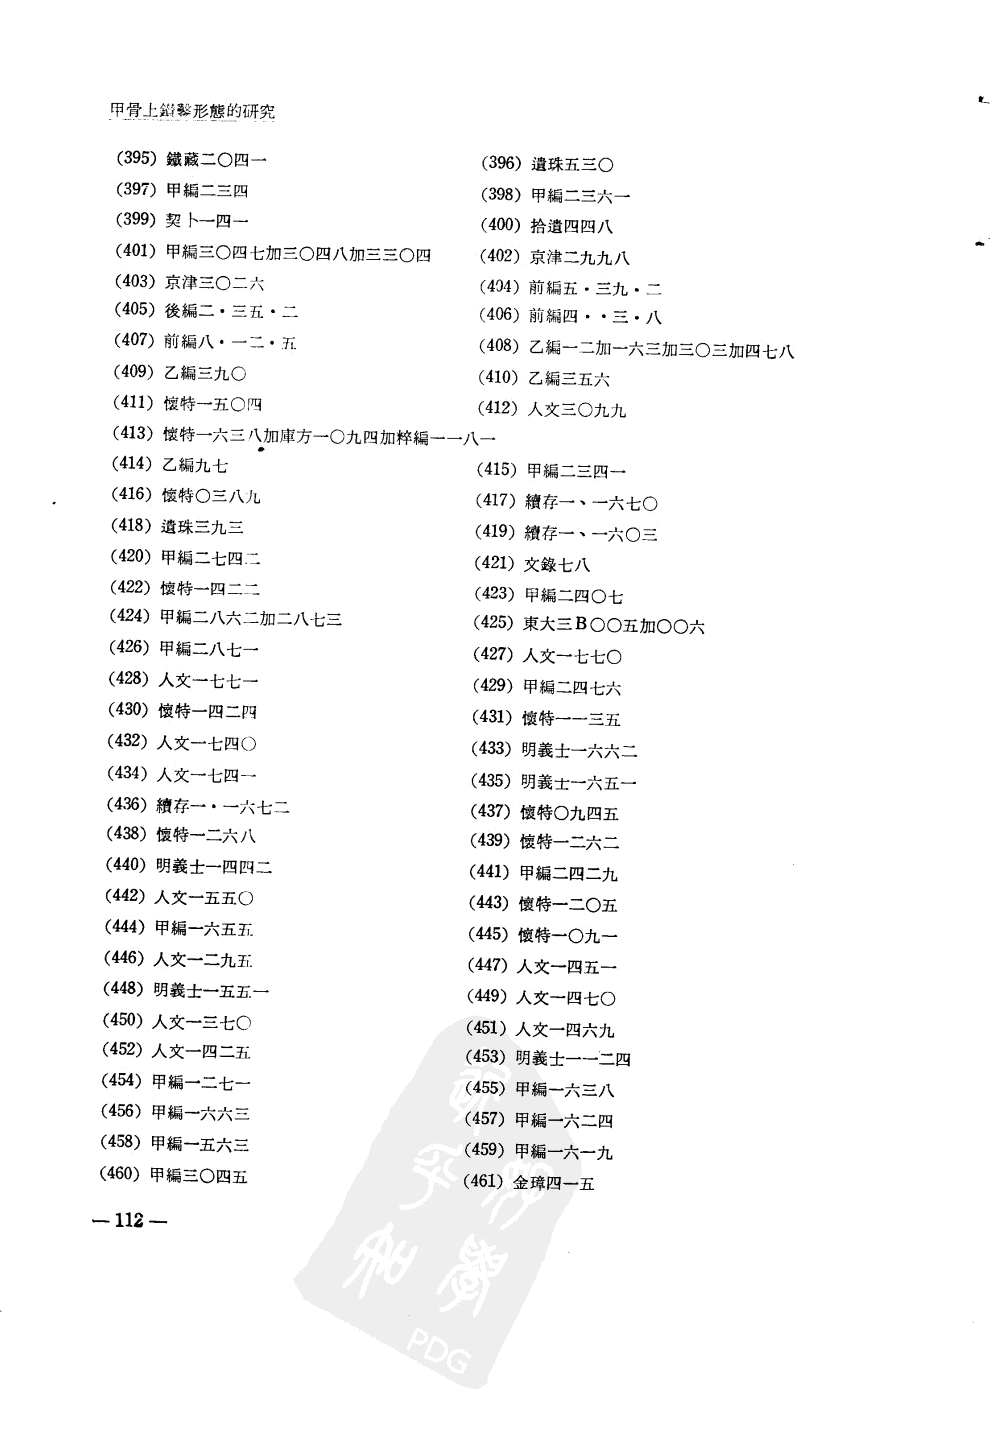 甲骨上鑽鑿形態的研究
(395) 鐵藏二〇四一 (396) 遺珠五三〇
(397) 甲編二三四 (398) 甲編二三六一
(399) 契卜一四一 (400) 拾遺四四八
(401) 甲編三〇四七加三〇四八加三三〇四 (402) 京津二九九八
(403) 京津三〇二六 (404) 前編五・三九・二
(405) 後編二・三五・二 (406) 前編四・・三・八
(407) 前編八・一二・五 (408) 乙編一二加一六三加三〇三加四七八
(409) 乙編三九〇 (410) 乙編三五六
(411) 懷特一五〇四 (412) 人文三〇九九
(413) 懷特一六三八加庫方一〇九四加粹編一一八一
(414) 乙編九七 (415) 甲編二三四一
(416) 懷特〇三八九 (417) 續存一、一六七〇
(418) 遺珠三九三 (419) 續存一、一六〇三
(420) 甲編二七四二 (421) 文錄七八
(422) 懷特一四二二 (423) 甲編二四〇七
(424) 甲編二八六二加二八七三 (425) 東大三B〇〇五加〇〇六
(426) 甲編二八七一 (427) 人文一七七〇
(428) 人文一七七一 (429) 甲編二四七六
(430) 懷特一四二四 (431) 懷特一一三五
(432) 人文一七四〇 (433) 明義士一六六二
(434) 人文一七四一 (435) 明義士一六五一
(436) 續存一・一六七二 (437) 懷特〇九四五
(438) 懷特一二六八 (439) 懷特一二六二
(440) 明義士一四四二 (441) 甲編二四二九
(442) 人文一五五〇 (443) 懷特一二〇五
(444) 甲編一六五五 (445) 懷特一〇九一
(446) 人文一二九五 (447) 人文一四五一
(448) 明義士一五五一 (449) 人文一四七〇
(450) 人文一三七〇 (451) 人文一四六九
(452) 人文一四二五 (453) 明義士一一二四
(454) 甲編一二七一 (455) 甲編一六三八
(456) 甲編一六六三 (457) 甲編一六二四
(458) 甲編一五六三 (459) 甲編一六一九
(460) 甲編三〇四五 (461) 金璋四一五
—112—
PDG